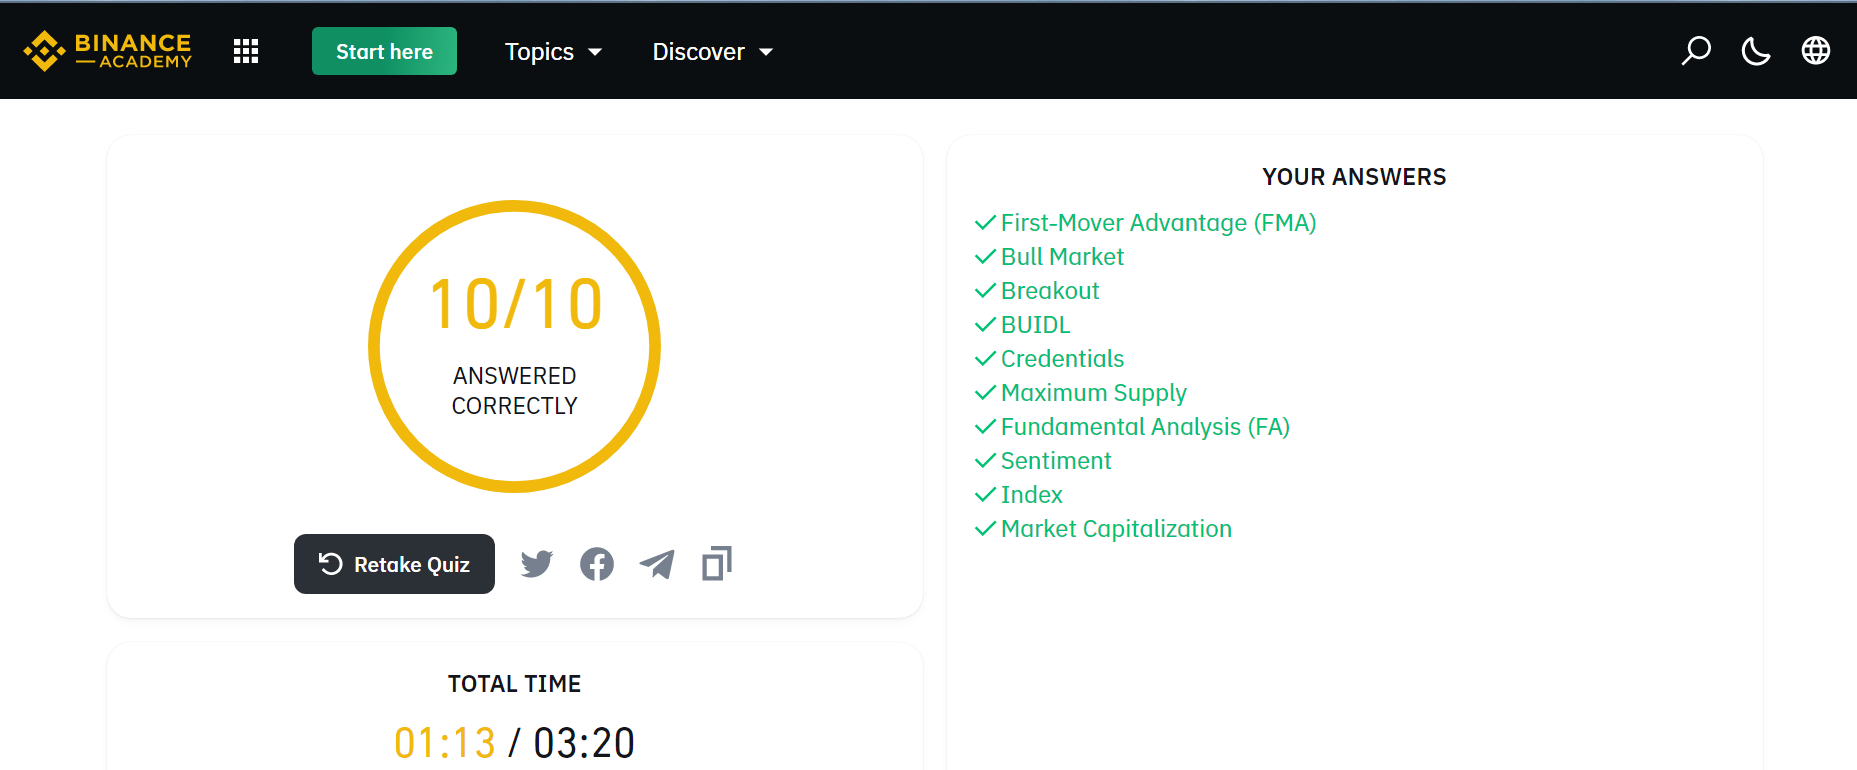 BINANCE
ACADEMY
Start here
Topics
Discover
10/10
ANSWERED
CORRECTLY
Retake Quiz
TOTAL TIME
01:13 / 03:20
YOUR ANSWERS
First-Mover Advantage (FMA)
Bull Market
Breakout
BUIDL
Credentials
Maximum Supply
Fundamental Analysis (FA)
Sentiment
Index
Market Capitalization